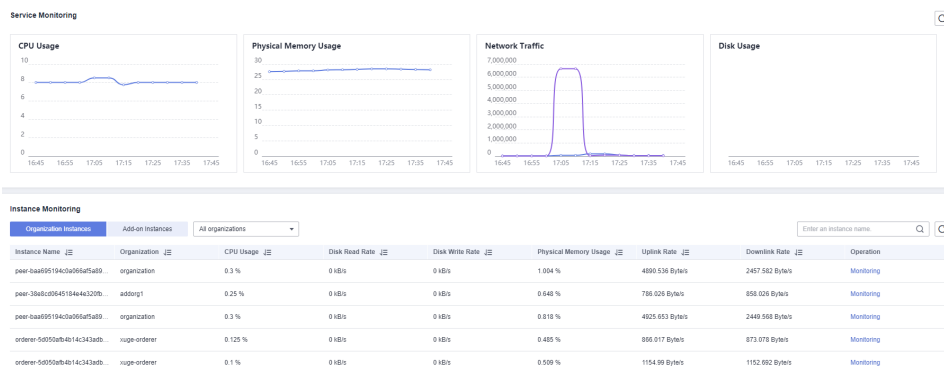 Service Monitoring
CPU Usage
10
8
6
4
2
0
16:45 16:55 17:05 17:15 17:25 17:35 17:45
Physical Memory Usage
30
25
20
15
10
5
0
16:45 16:55 17:05 17:15 17:25 17:35 17:45
Network Traffic
7,000,000
6,000,000
5,000,000
4,000,000
3,000,000
2,000,000
1,000,000
0
16:45 16:55 17:05 17:15 17:25 17:35 17:45
Disk Usage
16:45 16:55 17:05 17:15 17:25 17:35 17:45
Instance Monitoring
Organization Instances Add-on Instances All organizations Enter an instance name.
Instance Name Organization CPU Usage Disk Read Rate Disk Write Rate Physical Memory Usage Uplink Rate Downlink Rate Operation
peer-baa695194c0a066af5a89... organization 0.3 % 0 kB/s 0 kB/s 1.004 % 4890.536 Byte/s 2457.582 Byte/s Monitoring
peer-38e8cd0645184e4e320fb... addorg1 0.25 % 0 kB/s 0 kB/s 0.648 % 786.026 Byte/s 858.026 Byte/s Monitoring
peer-baa695194c0a066af5a89... organization 0.3 % 0 kB/s 0 kB/s 0.818 % 4925.653 Byte/s 2449.568 Byte/s Monitoring
orderer-5d050afb4b14c343adb... xuge-orderer 0.125 % 0 kB/s 0 kB/s 0.485 % 866.017 Byte/s 873.078 Byte/s Monitoring
orderer-5d050afb4b14c343adb... xuge-orderer 0.1 % 0 kB/s 0 kB/s 0.509 % 1154.99 Byte/s 1152.692 Byte/s Monitoring